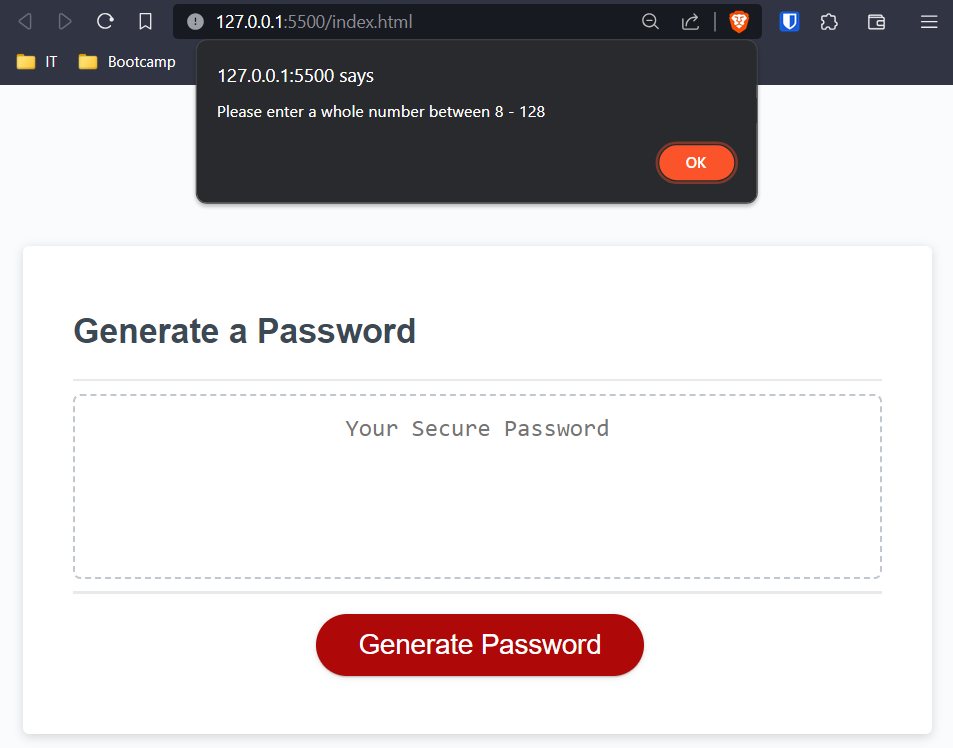 127.0.0.1:5500/index.html
IT
Bootcamp
127.0.0.1:5500 says
Please enter a whole number between 8 - 128
OK
Generate a Password
Your Secure Password
Generate Password